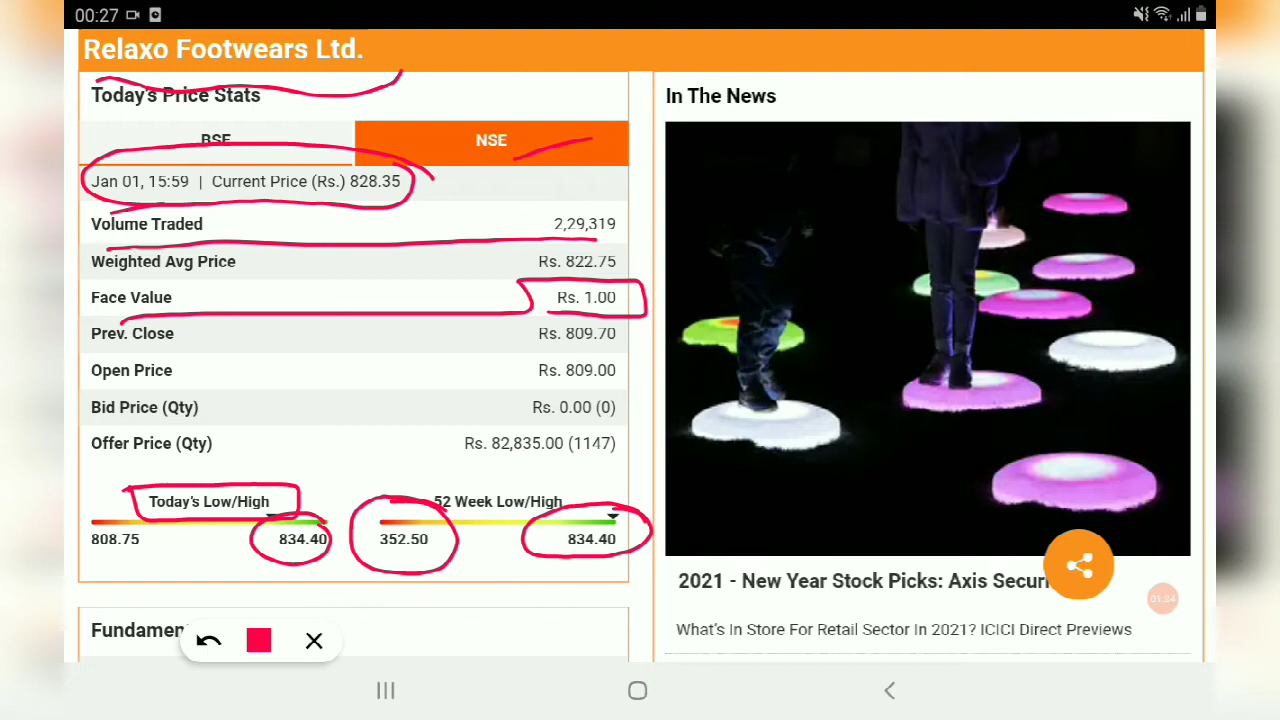 00:27
Relaxo Footwears Ltd.
Today's Price Stats
BSE
NSE
Jan 01, 15:59 | Current Price (Rs.) 828.35
Volume Traded 2,29,319
Weighted Avg Price Rs. 822.75
Face Value Rs. 1.00
Prev. Close Rs. 809.70
Open Price Rs. 809.00
Bid Price (Qty) Rs. 0.00 (0)
Offer Price (Qty) Rs. 82,835.00 (1147)
Today's Low/High
808.75 834.40
52 Week Low/High
352.50 834.40
Fundamen
In The News
2021 - New Year Stock Picks: Axis Securi
01:24
What's In Store For Retail Sector In 2021? ICICI Direct Previews